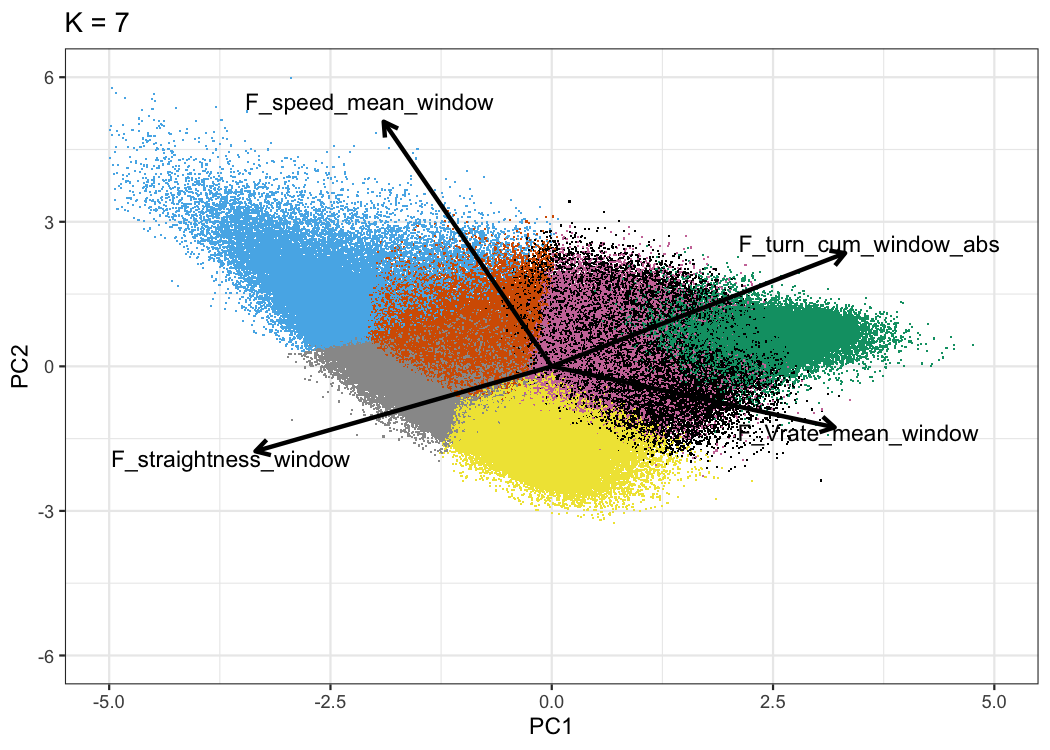 K = 7
6
F_speed_mean_window
3
F_turn_cum_window_abs
PC2
0
F_Vrate_mean_window
F_straightness_window
-3
-6
-5.0 -2.5 0.0 2.5 5.0
PC1